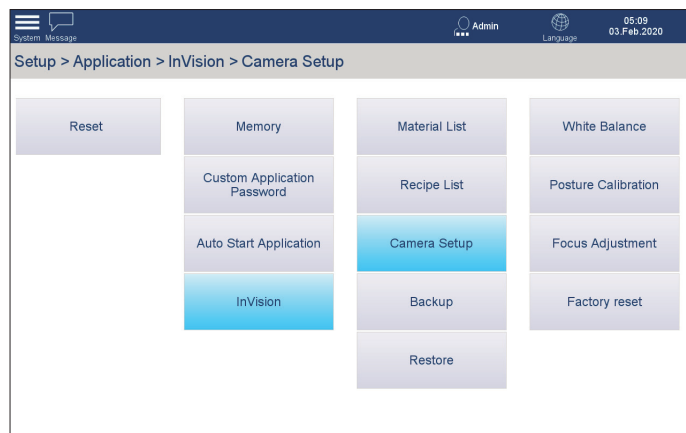 System Message
Admin
Language
05:09
03.Feb.2020
Setup > Application > InVision > Camera Setup
Reset
Memory
Material List
White Balance
Custom Application
Password
Recipe List
Posture Calibration
Auto Start Application
Camera Setup
Focus Adjustment
InVision
Backup
Factory reset
Restore